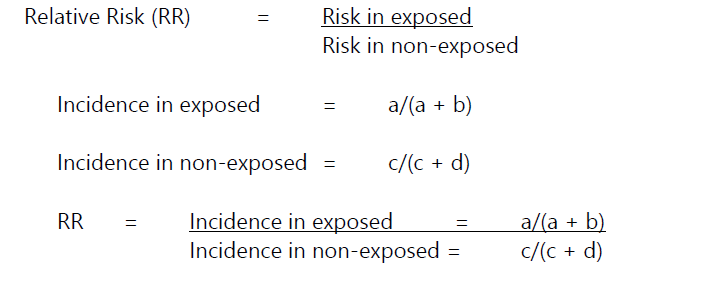 Relative Risk (RR) = Risk in exposed
Risk in non-exposed
Incidence in exposed = a/(a + b)
Incidence in non-exposed = c/(c + d)
RR = Incidence in exposed = a/(a + b)
Incidence in non-exposed = c/(c + d)